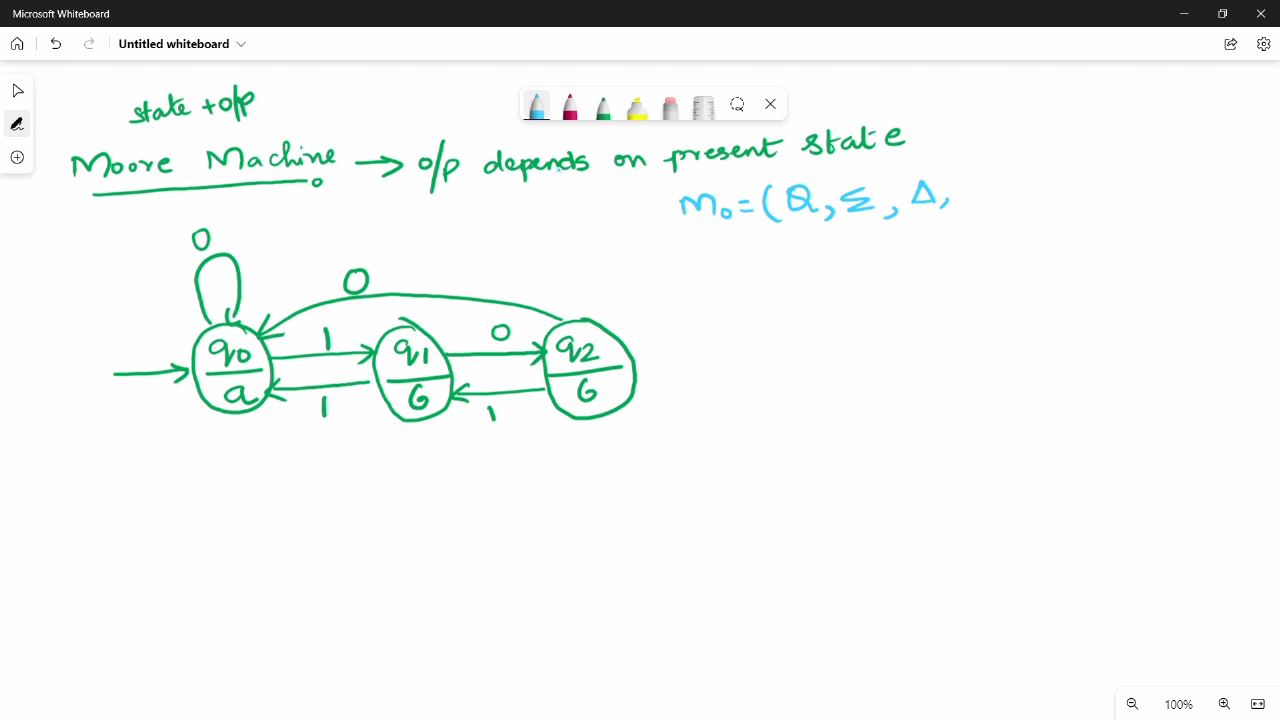 Microsoft Whiteboard
Untitled whiteboard
state + o/p
Moore Machine → o/p depends on present state
M₀ = (Q, Σ, Δ,
0
0
1
0
q0
a
q1
b
q2
b
1
1
100%